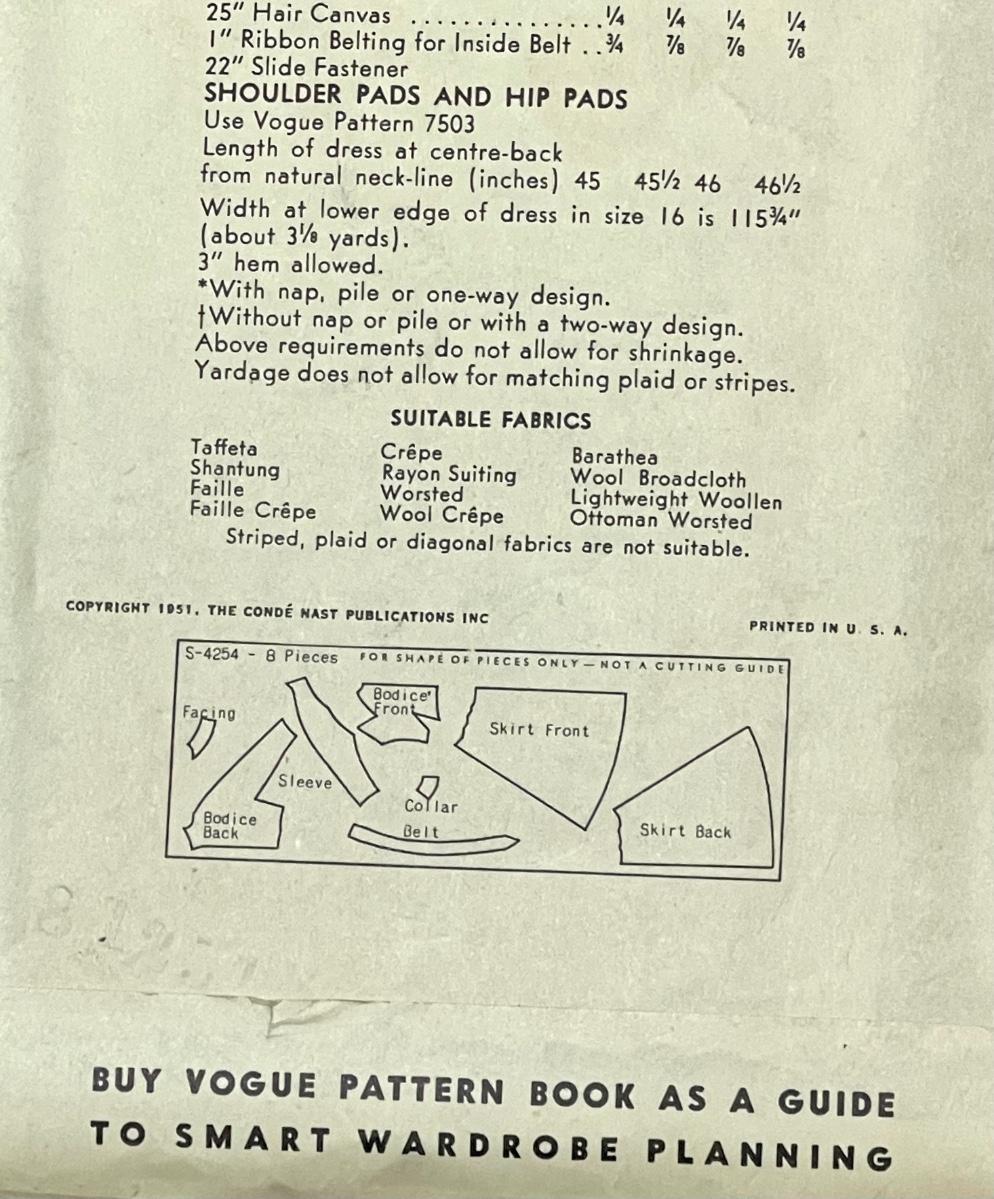 25" Hair Canvas ............... ¼ ¼ ¼ ¼
1" Ribbon Belting for Inside Belt .. ¾ ⅞ ⅞ ⅞
22" Slide Fastener
SHOULDER PADS AND HIP PADS
Use Vogue Pattern 7503
Length of dress at centre-back
from natural neck-line (inches) 45 45½ 46 46½
Width at lower edge of dress in size 16 is 115¾"
(about 3⅛ yards).
3" hem allowed.
*With nap, pile or one-way design.
†Without nap or pile or with a two-way design.
Above requirements do not allow for shrinkage.
Yardage does not allow for matching plaid or stripes.
SUITABLE FABRICS
Taffeta Crêpe Barathea
Shantung Rayon Suiting Wool Broadcloth
Faille Worsted Lightweight Woollen
Faille Crêpe Wool Crêpe Ottoman Worsted
Striped, plaid or diagonal fabrics are not suitable.
COPYRIGHT 1951, THE CONDÉ NAST PUBLICATIONS INC
PRINTED IN U. S. A.
S-4254 - 8 Pieces FOR SHAPE OF PIECES ONLY — NOT A CUTTING GUIDE
Facing
Bodice
Front
Skirt Front
Sleeve
Collar
Bodice
Back
Belt
Skirt Back
BUY VOGUE PATTERN BOOK AS A GUIDE
TO SMART WARDROBE PLANNING